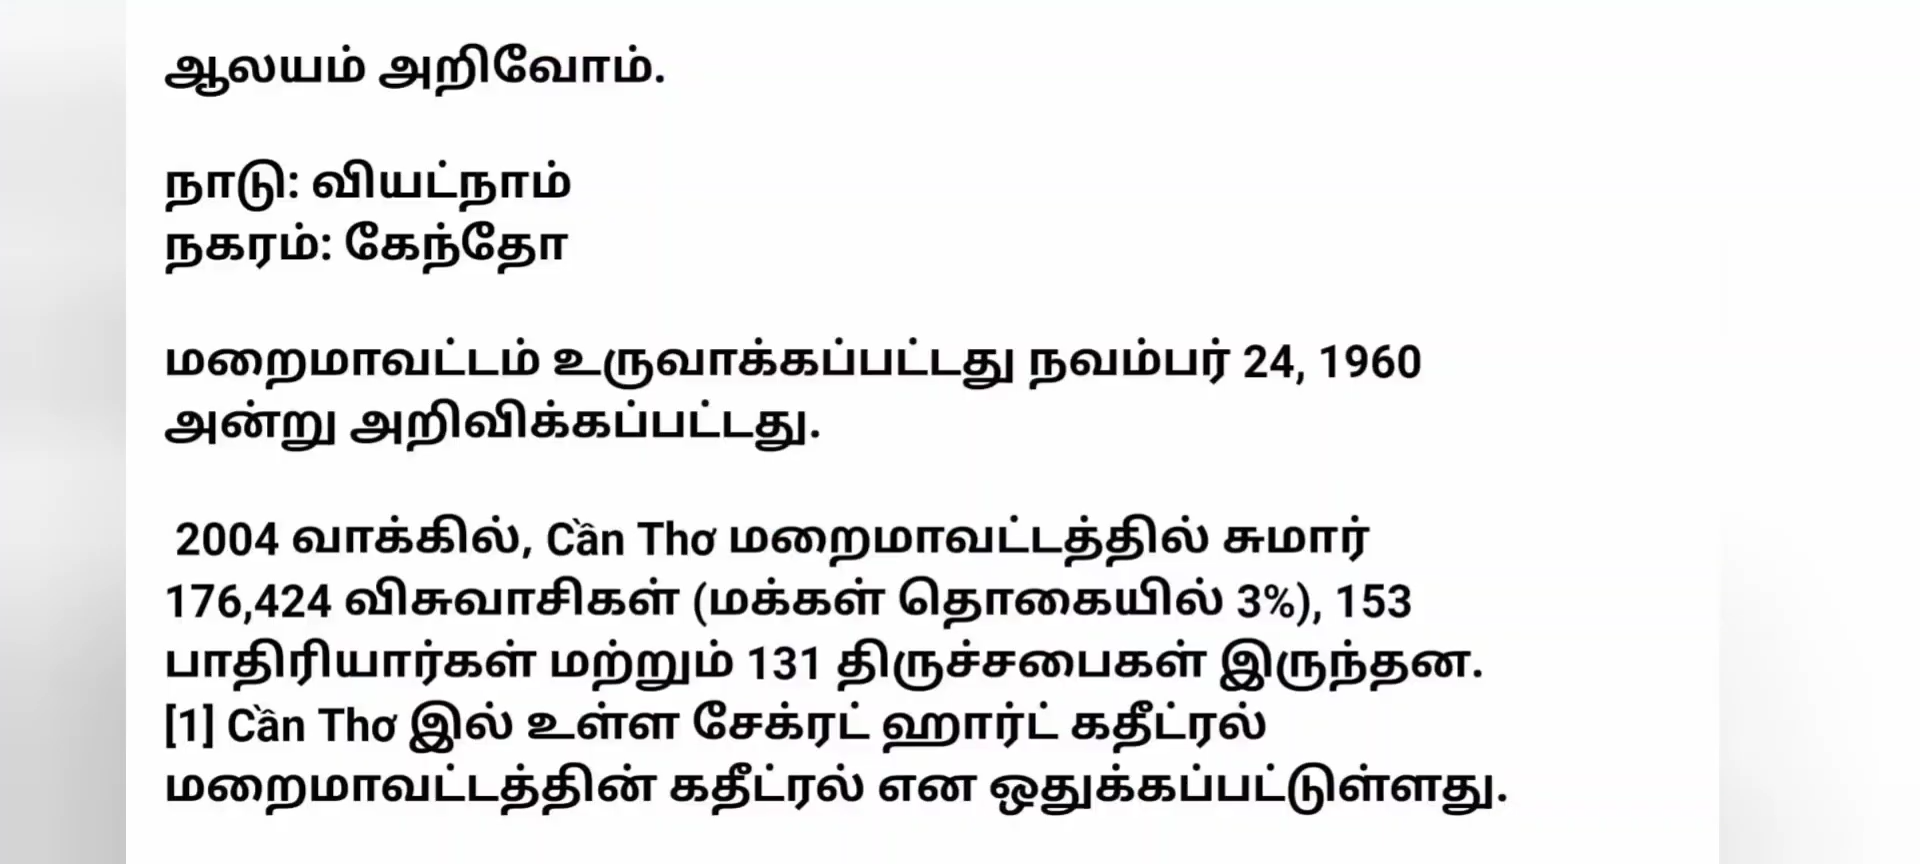 ஆலயம் அறிவோம்.
நாடு: வியட்நாம்
நகரம்: கேந்தோ
மறைமாவட்டம் உருவாக்கப்பட்டது நவம்பர் 24, 1960
அன்று அறிவிக்கப்பட்டது.
2004 வாக்கில், Cần Thơ மறைமாவட்டத்தில் சுமார்
176,424 விசுவாசிகள் (மக்கள் தொகையில் 3%), 153
பாதிரியார்கள் மற்றும் 131 திருச்சபைகள் இருந்தன.
[1] Cần Thơ இல் உள்ள சேக்ரட் ஹார்ட் கதீட்ரல்
மறைமாவட்டத்தின் கதீட்ரல் என ஒதுக்கப்பட்டுள்ளது.